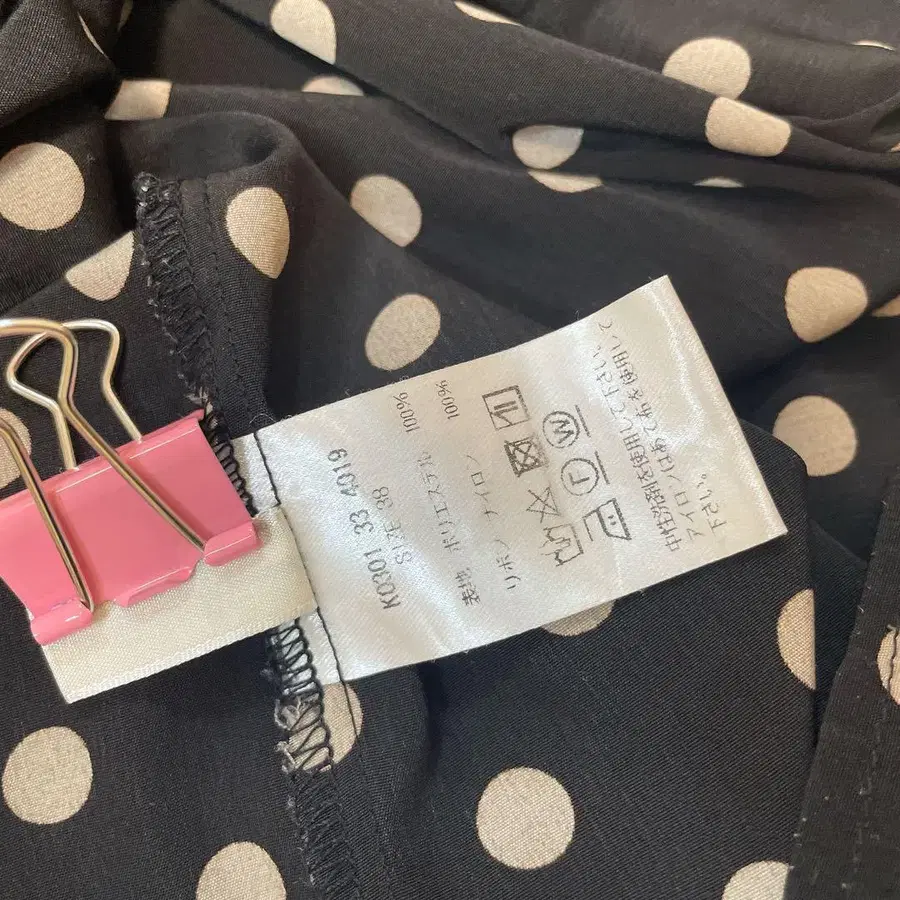 K0301 33 4019
SIZE 38
表地 ポリエステル 100%
リボン ナイロン 100%
L W
中性洗剤を使用して下さい。
アイロンはあて布を使用して
下さい。